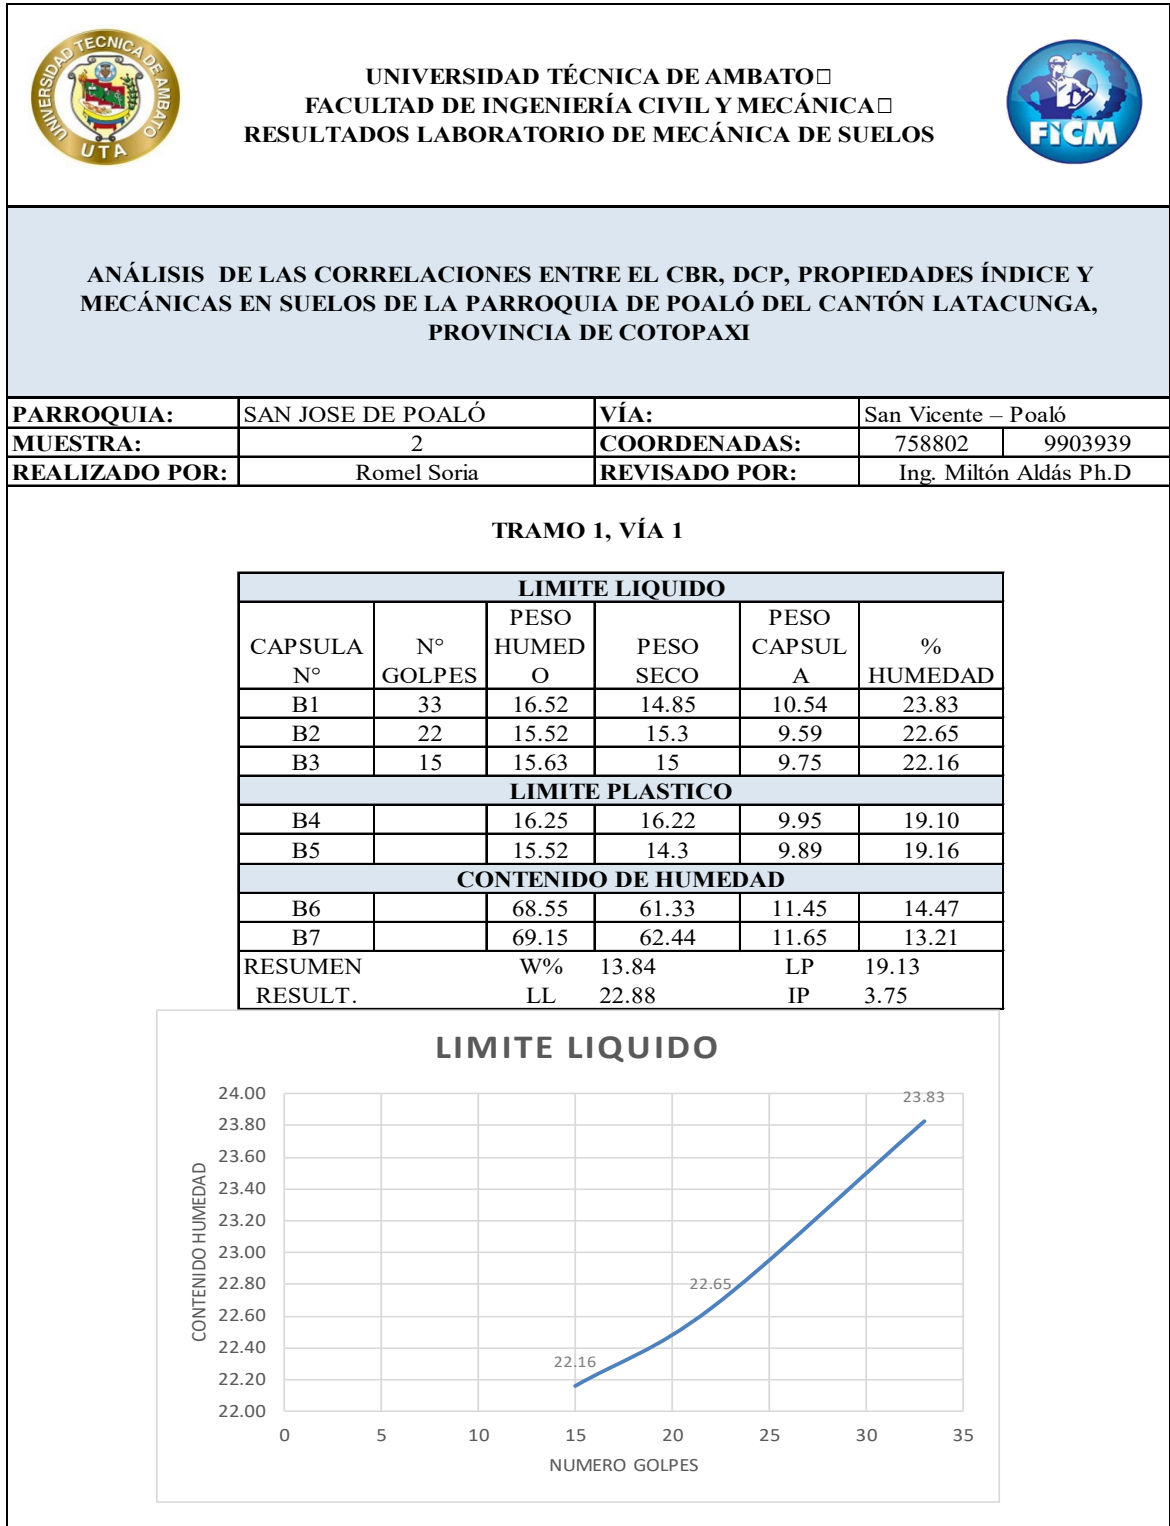 UNIVERSIDAD TECNICA DE AMBATO
UTA
UNIVERSIDAD TÉCNICA DE AMBATO□
FACULTAD DE INGENIERÍA CIVIL Y MECÁNICA□
RESULTADOS LABORATORIO DE MECÁNICA DE SUELOS
FICM
ANÁLISIS DE LAS CORRELACIONES ENTRE EL CBR, DCP, PROPIEDADES ÍNDICE Y
MECÁNICAS EN SUELOS DE LA PARROQUIA DE POALÓ DEL CANTÓN LATACUNGA,
PROVINCIA DE COTOPAXI
PARROQUIA: SAN JOSE DE POALÓ VÍA: San Vicente – Poaló
MUESTRA: 2 COORDENADAS: 758802 9903939
REALIZADO POR: Romel Soria REVISADO POR: Ing. Miltón Aldás Ph.D
TRAMO 1, VÍA 1
LIMITE LIQUIDO
PESO PESO
CAPSULA N° HUMED PESO CAPSUL %
N° GOLPES O SECO A HUMEDAD
B1 33 16.52 14.85 10.54 23.83
B2 22 15.52 15.3 9.59 22.65
B3 15 15.63 15 9.75 22.16
LIMITE PLASTICO
B4 16.25 16.22 9.95 19.10
B5 15.52 14.3 9.89 19.16
CONTENIDO DE HUMEDAD
B6 68.55 61.33 11.45 14.47
B7 69.15 62.44 11.65 13.21
RESUMEN W% 13.84 LP 19.13
RESULT. LL 22.88 IP 3.75
LIMITE LIQUIDO
24.00
23.83
23.80
23.60
23.40
23.20
23.00
22.80
22.65
22.60
22.40
22.16
22.20
22.00
CONTENIDO HUMEDAD
0 5 10 15 20 25 30 35
NUMERO GOLPES